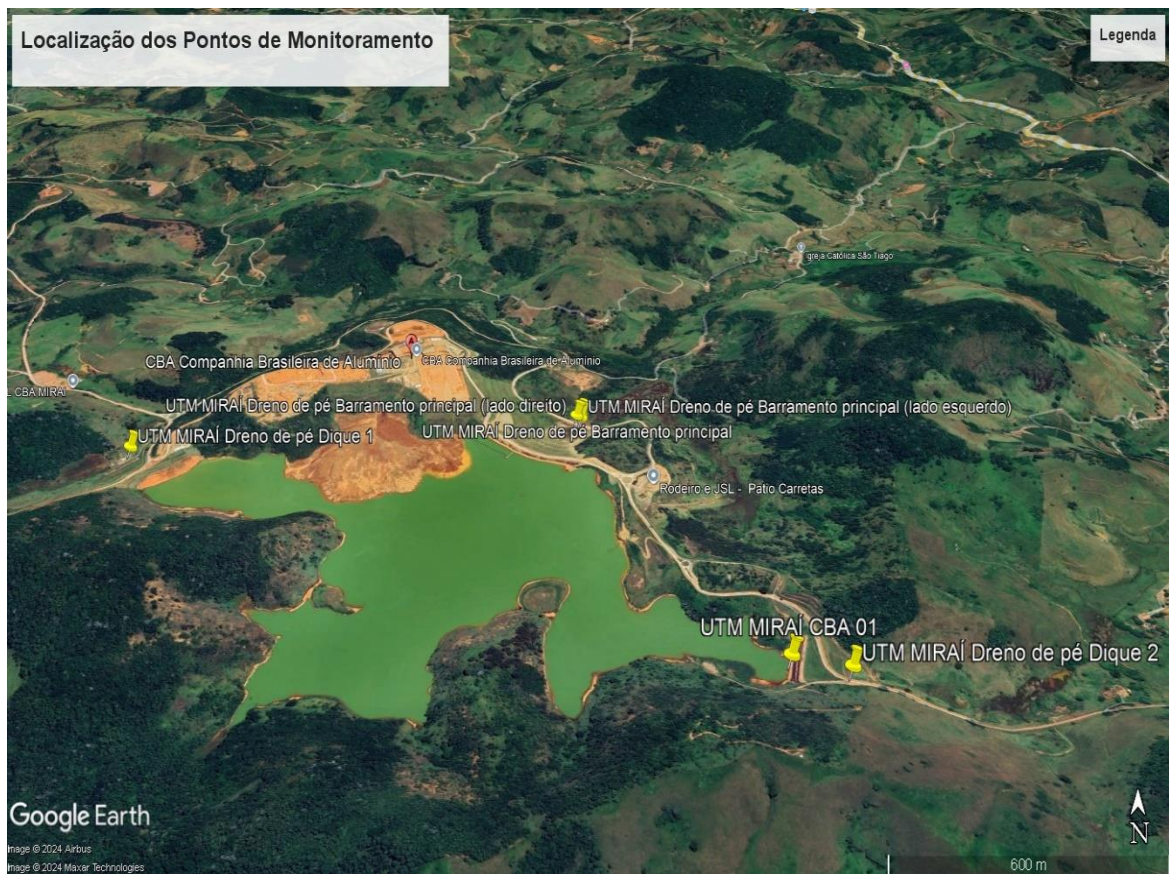 Localização dos Pontos de Monitoramento
Legenda
Igreja Católica São Tiago
CBA Companhia Brasileira de Alumínio
CBA Companhia Brasileira de Alumínio
CBA MIRAÍ
UTM MIRAÍ Dreno de pé Barramento principal (lado direito)
UTM MIRAÍ Dreno de pé Barramento principal (lado esquerdo)
UTM MIRAÍ Dreno de pé Dique 1
UTM MIRAÍ Dreno de pé Barramento principal
Rodeiro e JSL - Patio Carretas
UTM MIRAÍ CBA 01
UTM MIRAÍ Dreno de pé Dique 2
Google Earth
N
Image © 2024 Airbus
Image © 2024 Maxar Technologies
600 m